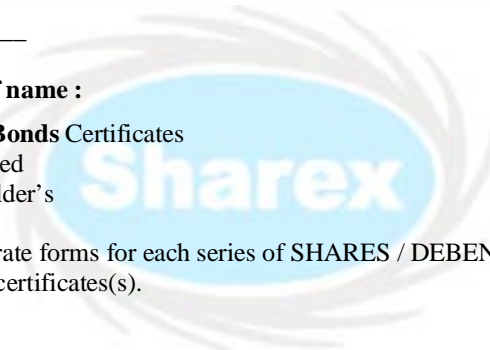 name :
Bonds Certificates
ed
lder's
Sharex
rate forms for each series of SHARES / DEBEN
certificates(s).